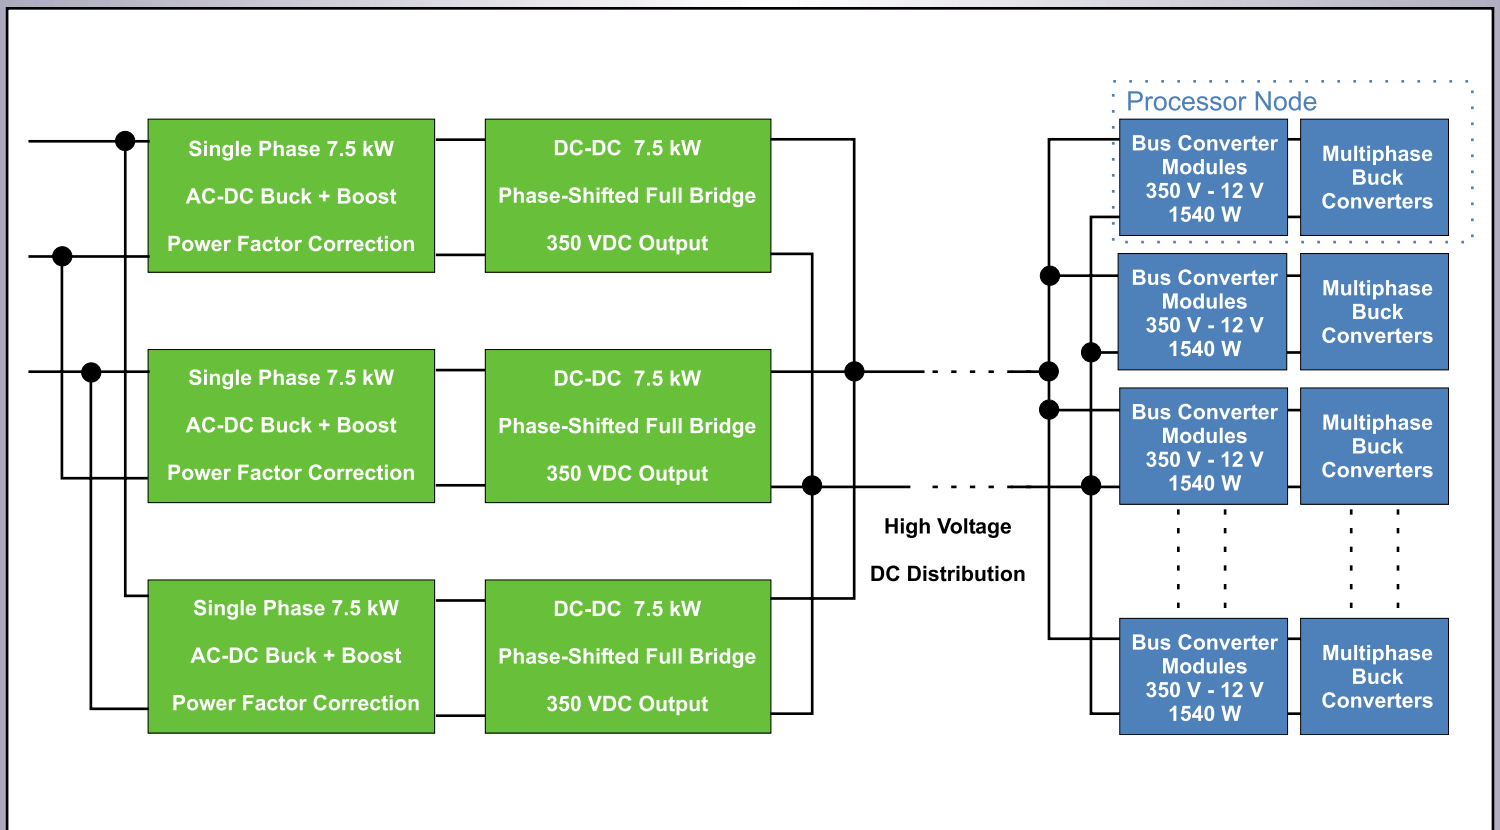 Processor Node
Single Phase 7.5 kW
AC-DC Buck + Boost
Power Factor Correction
DC-DC  7.5 kW
Phase-Shifted Full Bridge
350 VDC Output
Bus Converter
Modules
350 V - 12 V
1540 W
Multiphase
Buck
Converters
Bus Converter
Modules
350 V - 12 V
1540 W
Multiphase
Buck
Converters
Single Phase 7.5 kW
AC-DC Buck + Boost
Power Factor Correction
DC-DC  7.5 kW
Phase-Shifted Full Bridge
350 VDC Output
Bus Converter
Modules
350 V - 12 V
1540 W
Multiphase
Buck
Converters
High Voltage
DC Distribution
Single Phase 7.5 kW
AC-DC Buck + Boost
Power Factor Correction
DC-DC  7.5 kW
Phase-Shifted Full Bridge
350 VDC Output
Bus Converter
Modules
350 V - 12 V
1540 W
Multiphase
Buck
Converters